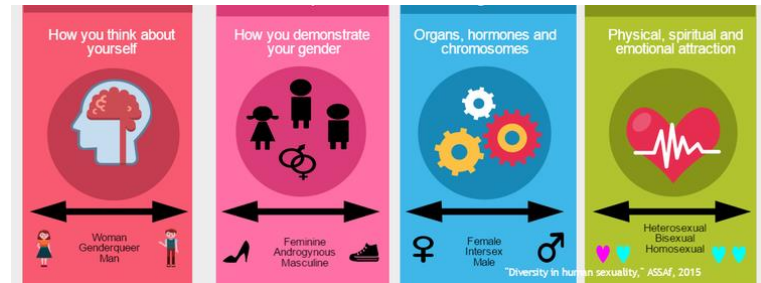 How you think about
yourself
Woman
Genderqueer
Man
How you demonstrate
your gender
Feminine
Androgynous
Masculine
Organs, hormones and
chromosomes
Female
Intersex
Male
Physical, spiritual and
emotional attraction
Heterosexual
Bisexual
Homosexual
"Diversity in human sexuality," ASSAf, 2015